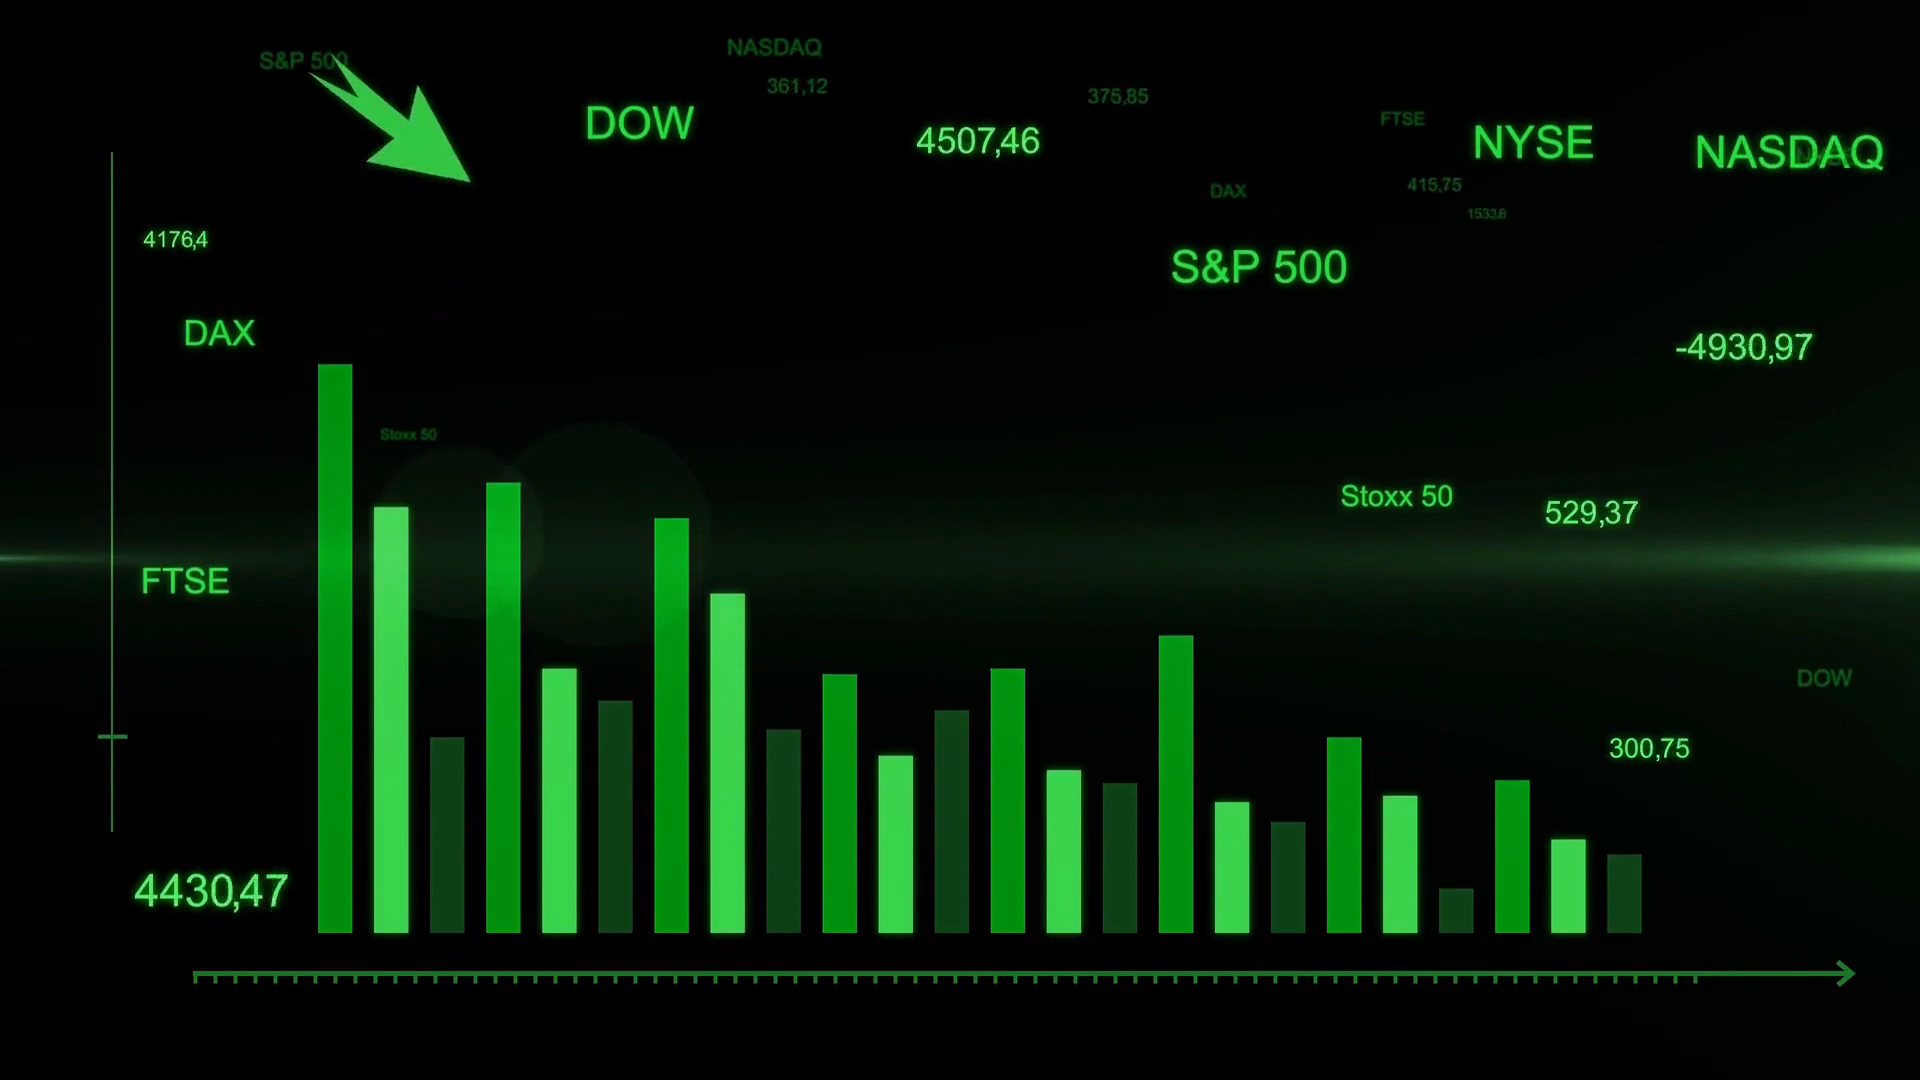 S&P 500
NASDAQ
361,12
375,85
DOW
4507,46
FTSE
NYSE
NASDAQ
DAX
415,75
1533,6
4176,4
S&P 500
DAX
-4930,97
Stoxx 50
Stoxx 50
529,37
FTSE
DOW
300,75
4430,47